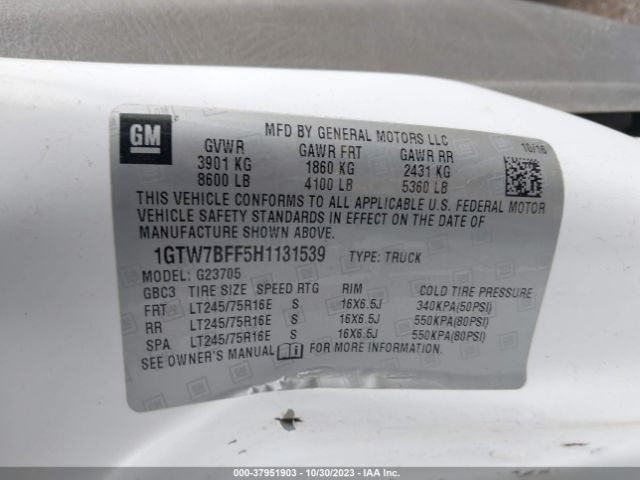 GM
MFD BY GENERAL MOTORS LLC
10/16
GVWR GAWR FRT GAWR RR
3901 KG 1860 KG 2431 KG
8600 LB 4100 LB 5360 LB
THIS VEHICLE CONFORMS TO ALL APPLICABLE U.S. FEDERAL MOTOR
VEHICLE SAFETY STANDARDS IN EFFECT ON THE DATE OF
MANUFACTURE SHOWN ABOVE.
1GTW7BFF5H1131539 TYPE: TRUCK
MODEL: G23705
GBC3 TIRE SIZE SPEED RTG RIM COLD TIRE PRESSURE
FRT LT245/75R16E S 16X6.5J 340KPA(50PSI)
RR LT245/75R16E S 16X6.5J 550KPA(80PSI)
SPA LT245/75R16E S 16X6.5J 550KPA(80PSI)
SEE OWNER'S MANUAL FOR MORE INFORMATION.
000-37951903 - 10/30/2023 - IAA Inc.